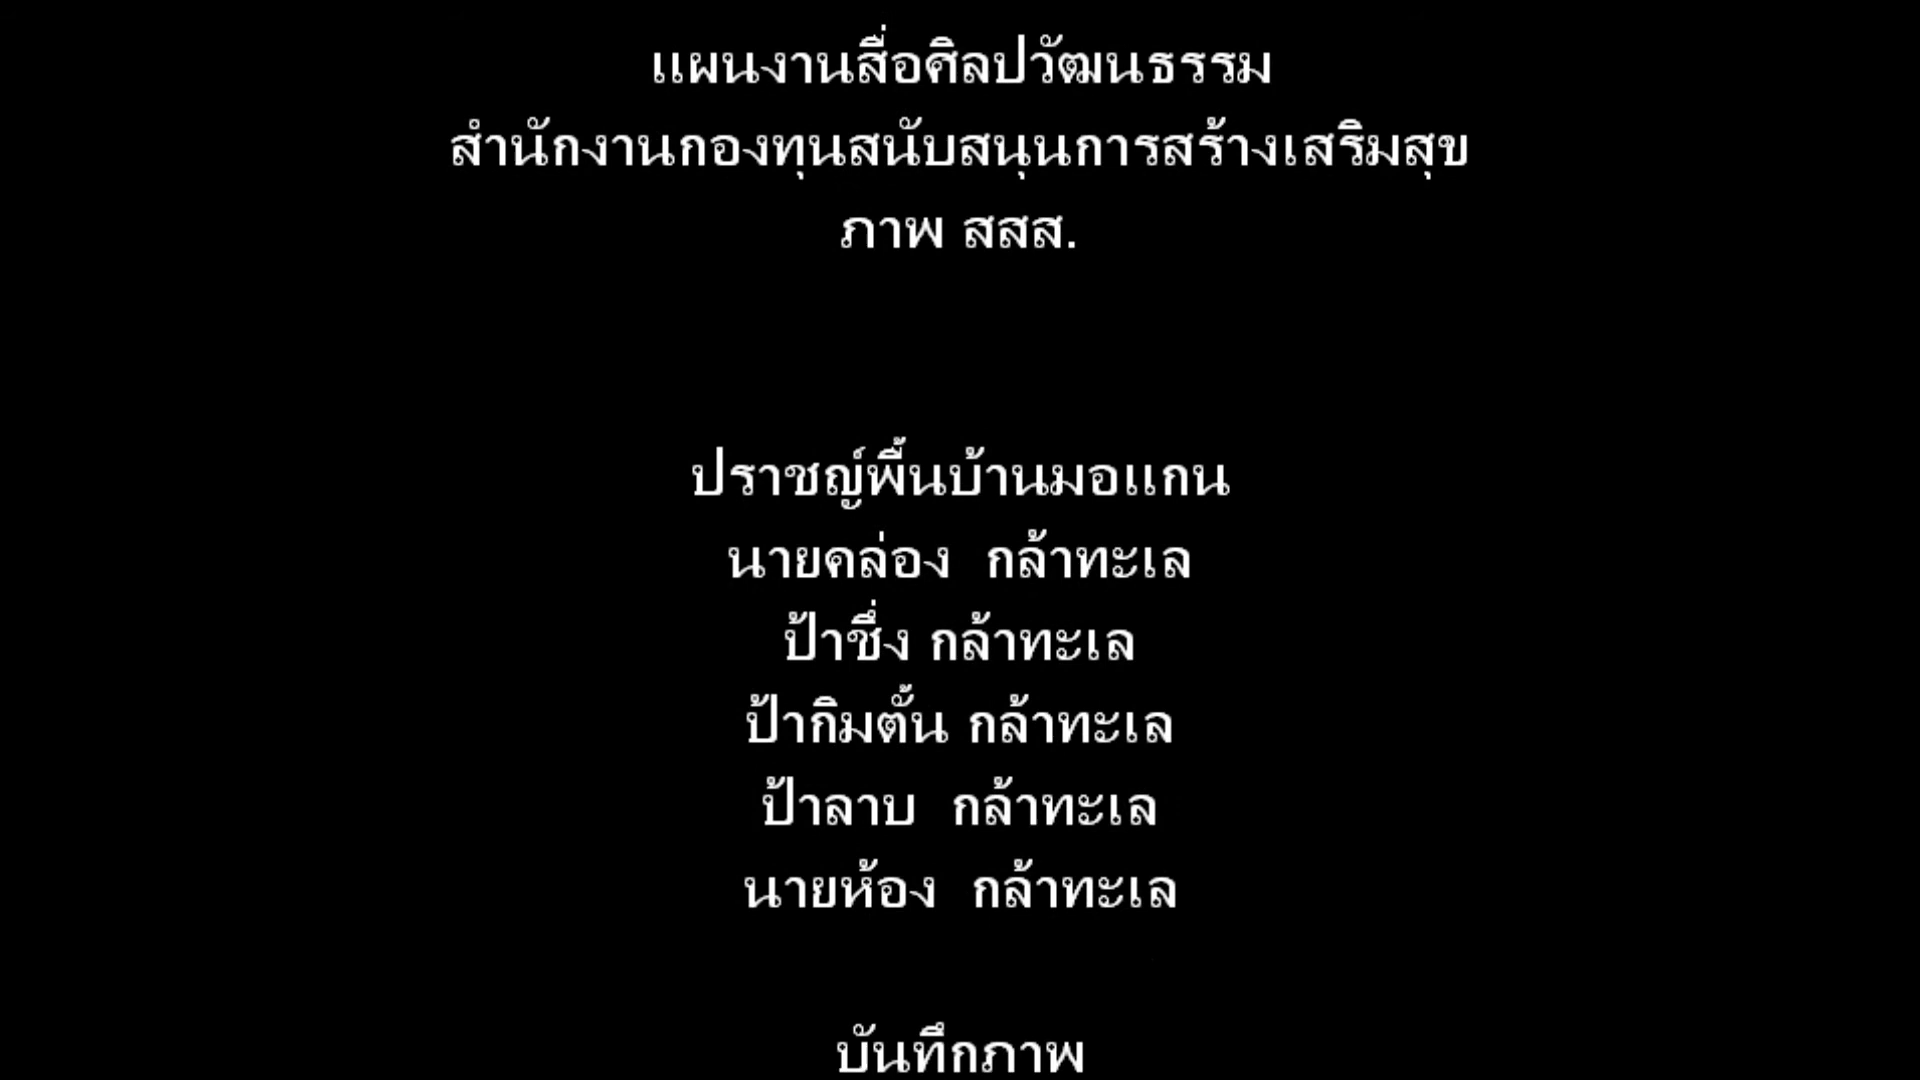 แผนงานสื่อศิลปวัฒนธรรม
สำนักงานกองทุนสนับสนุนการสร้างเสริมสุข
ภาพ สสส.
ปราชญ์พื้นบ้านมอแกน
นายคล่อง  กล้าทะเล
ป้าซึ่ง กล้าทะเล
ป้ากิมตั้น กล้าทะเล
ป้าลาบ  กล้าทะเล
นายห้อง  กล้าทะเล
บันทึกภาพ